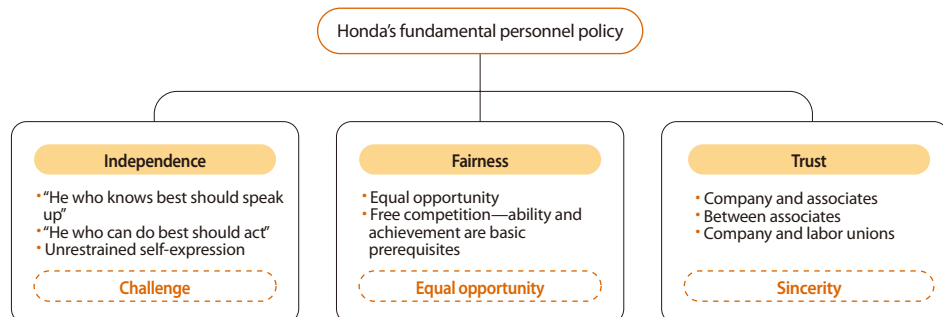 Honda's fundamental personnel policy
Independence
• “He who knows best should speak
up”
• “He who can do best should act”
• Unrestrained self-expression
Challenge
Fairness
• Equal opportunity
• Free competition—ability and
achievement are basic
prerequisites
Equal opportunity
Trust
• Company and associates
• Between associates
• Company and labor unions
Sincerity